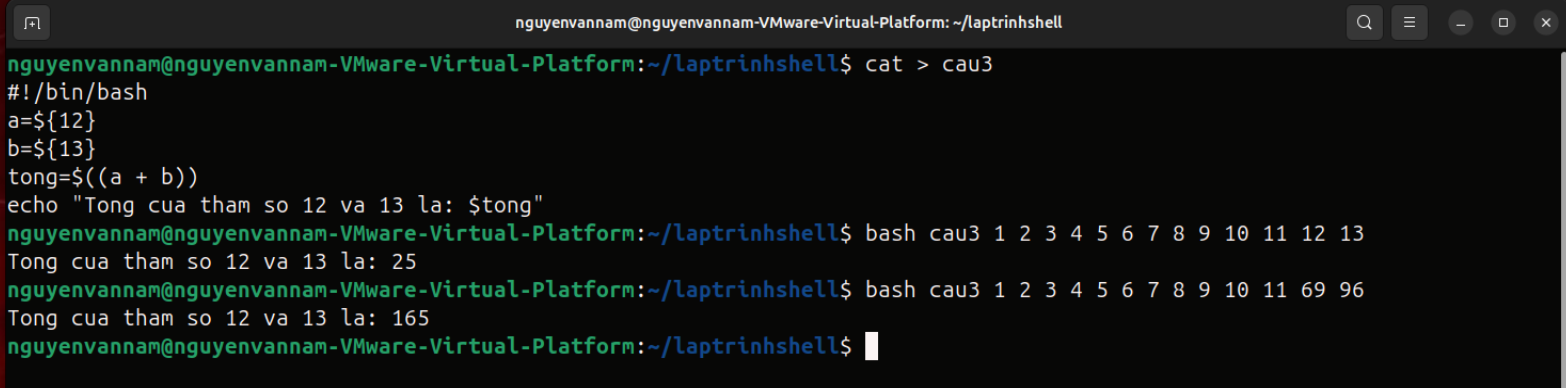 nguyenvannam@nguyenvannam-VMware-Virtual-Platform: ~/laptrinhshell
nguyenvannam@nguyenvannam-VMware-Virtual-Platform:~/laptrinhshell$ cat > cau3
#!/bin/bash
a=${12}
b=${13}
tong=$((a + b))
echo "Tong cua tham so 12 va 13 la: $tong"
nguyenvannam@nguyenvannam-VMware-Virtual-Platform:~/laptrinhshell$ bash cau3 1 2 3 4 5 6 7 8 9 10 11 12 13
Tong cua tham so 12 va 13 la: 25
nguyenvannam@nguyenvannam-VMware-Virtual-Platform:~/laptrinhshell$ bash cau3 1 2 3 4 5 6 7 8 9 10 11 69 96
Tong cua tham so 12 va 13 la: 165
nguyenvannam@nguyenvannam-VMware-Virtual-Platform:~/laptrinhshell$